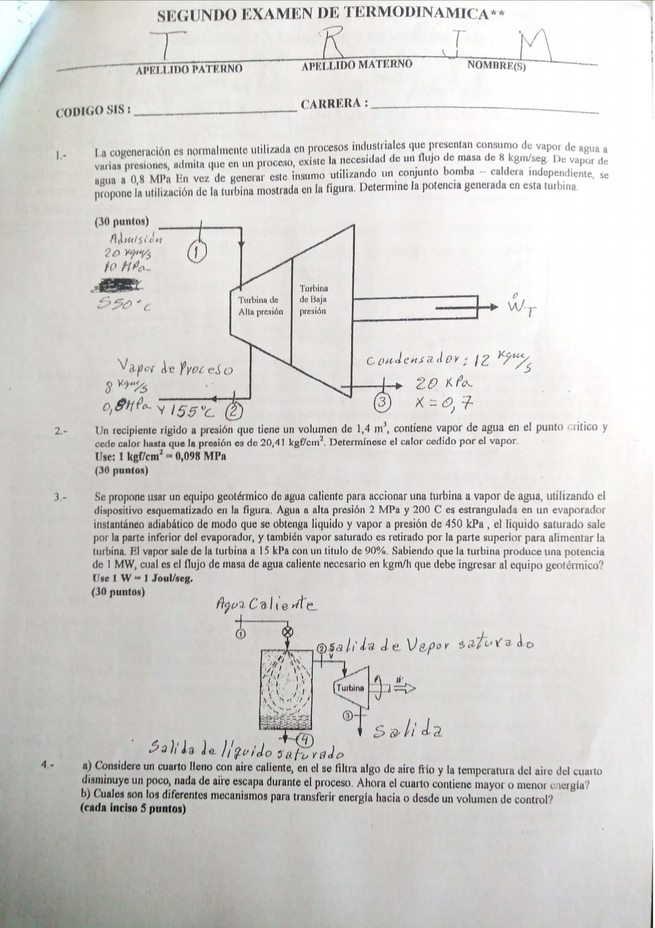 SEGUNDO EXAMEN DE TERMODINAMICA**
T R J M
APELLIDO PATERNO APELLIDO MATERNO NOMBRE(S)
CODIGO SIS : CARRERA :
1.- La cogeneración es normalmente utilizada en procesos industriales que presentan consumo de vapor de agua a
varias presiones, admita que en un proceso, existe la necesidad de un flujo de masa de 8 kgm/seg. De vapor de
agua a 0,8 MPa En vez de generar este insumo utilizando un conjunto bomba – caldera independiente, se
propone la utilización de la turbina mostrada en la figura. Determine la potencia generada en esta turbina.
(30 puntos)
Admisión
20 kgm/s
10 MPa
550°C
1
Turbina de
Alta presión
Turbina
de Baja
presión
ẆT
Vapor de Proceso
8 kgm/s
0,8MPa y 155°C 2
Condensador: 12 kgm/s
3 20 KPa
X = 0,7
2.- Un recipiente rígido a presión que tiene un volumen de 1,4 m³, contiene vapor de agua en el punto critico y
cede calor hasta que la presión es de 20,41 kgf/cm². Determínese el calor cedido por el vapor.
Use: 1 kgf/cm² = 0,098 MPa
(30 puntos)
3.- Se propone usar un equipo geotérmico de agua caliente para accionar una turbina a vapor de agua, utilizando el
dispositivo esquematizado en la figura. Agua a alta presión 2 MPa y 200 C es estrangulada en un evaporador
instantáneo adiabático de modo que se obtenga liquido y vapor a presión de 450 kPa , el liquido saturado sale
por la parte inferior del evaporador, y también vapor saturado es retirado por la parte superior para alimentar la
turbina. El vapor sale de la turbina a 15 kPa con un titulo de 90%. Sabiendo que la turbina produce una potencia
de 1 MW, cual es el flujo de masa de agua caliente necesario en kgm/h que debe ingresar al equipo geotérmico?
Use 1 W = 1 Joul/seg.
(30 puntos)
Agua Caliente
1
2 Salida de Vapor saturado
V
Turbina
Ẇ
3 Salida
4
Salida de líquido saturado
4.- a) Considere un cuarto lleno con aire caliente, en el se filtra algo de aire frío y la temperatura del aire del cuarto
disminuye un poco, nada de aire escapa durante el proceso. Ahora el cuarto contiene mayor o menor energía?
b) Cuales son los diferentes mecanismos para transferir energía hacia o desde un volumen de control?
(cada inciso 5 puntos)